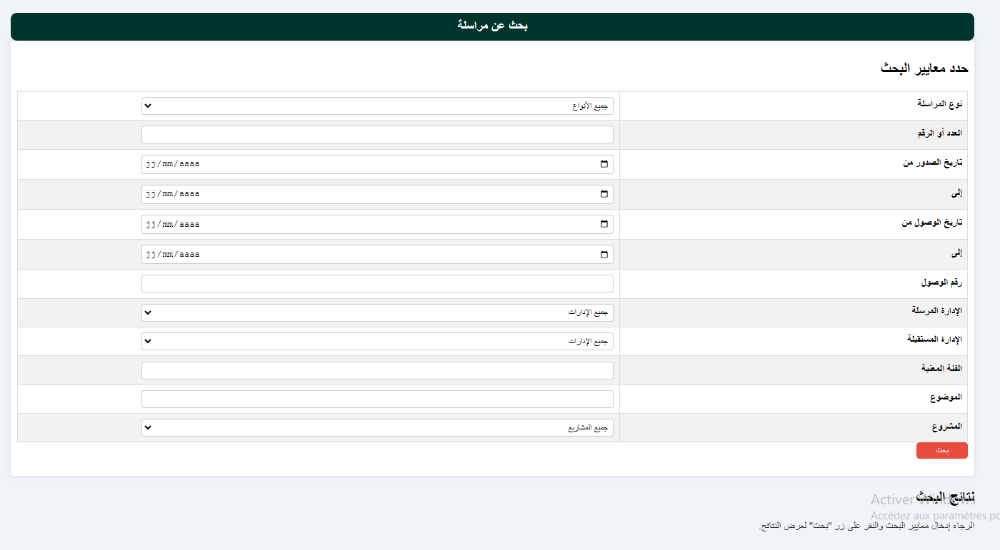 بحث عن مراسلة
حدد معايير البحث
نوع المراسلة
جميع الأنواع
العدد أو الرقم
تاريخ الصدور من
jj/mm/aaaa
إلى
jj/mm/aaaa
تاريخ الوصول من
jj/mm/aaaa
إلى
jj/mm/aaaa
رقم الوصول
الإدارة المرسلة
جميع الإدارات
الإدارة المستقبلة
جميع الإدارات
الفئة المعنية
الموضوع
المشروع
جميع المشاريع
بحث
نتائج البحث
Activer Windows
Accédez aux paramètres pc
الرجاء إدخال معايير البحث والنقر على زر "بحث" لعرض النتائج.